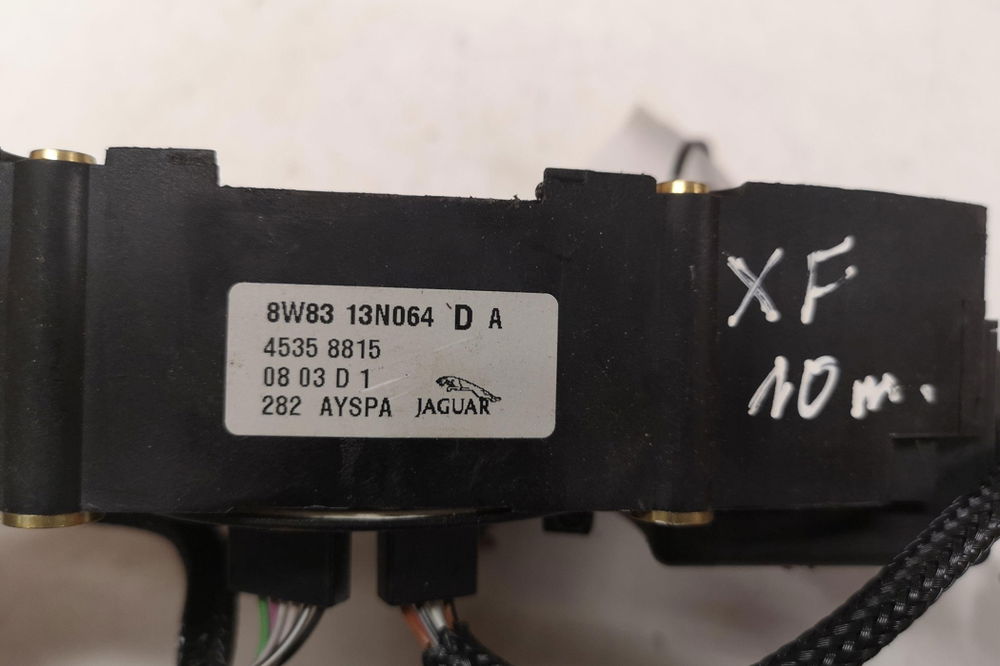 8W83 13N064 `D A
4535 8815
08 03 D 1
282 AYSPA JAGUAR
XF
10 m.